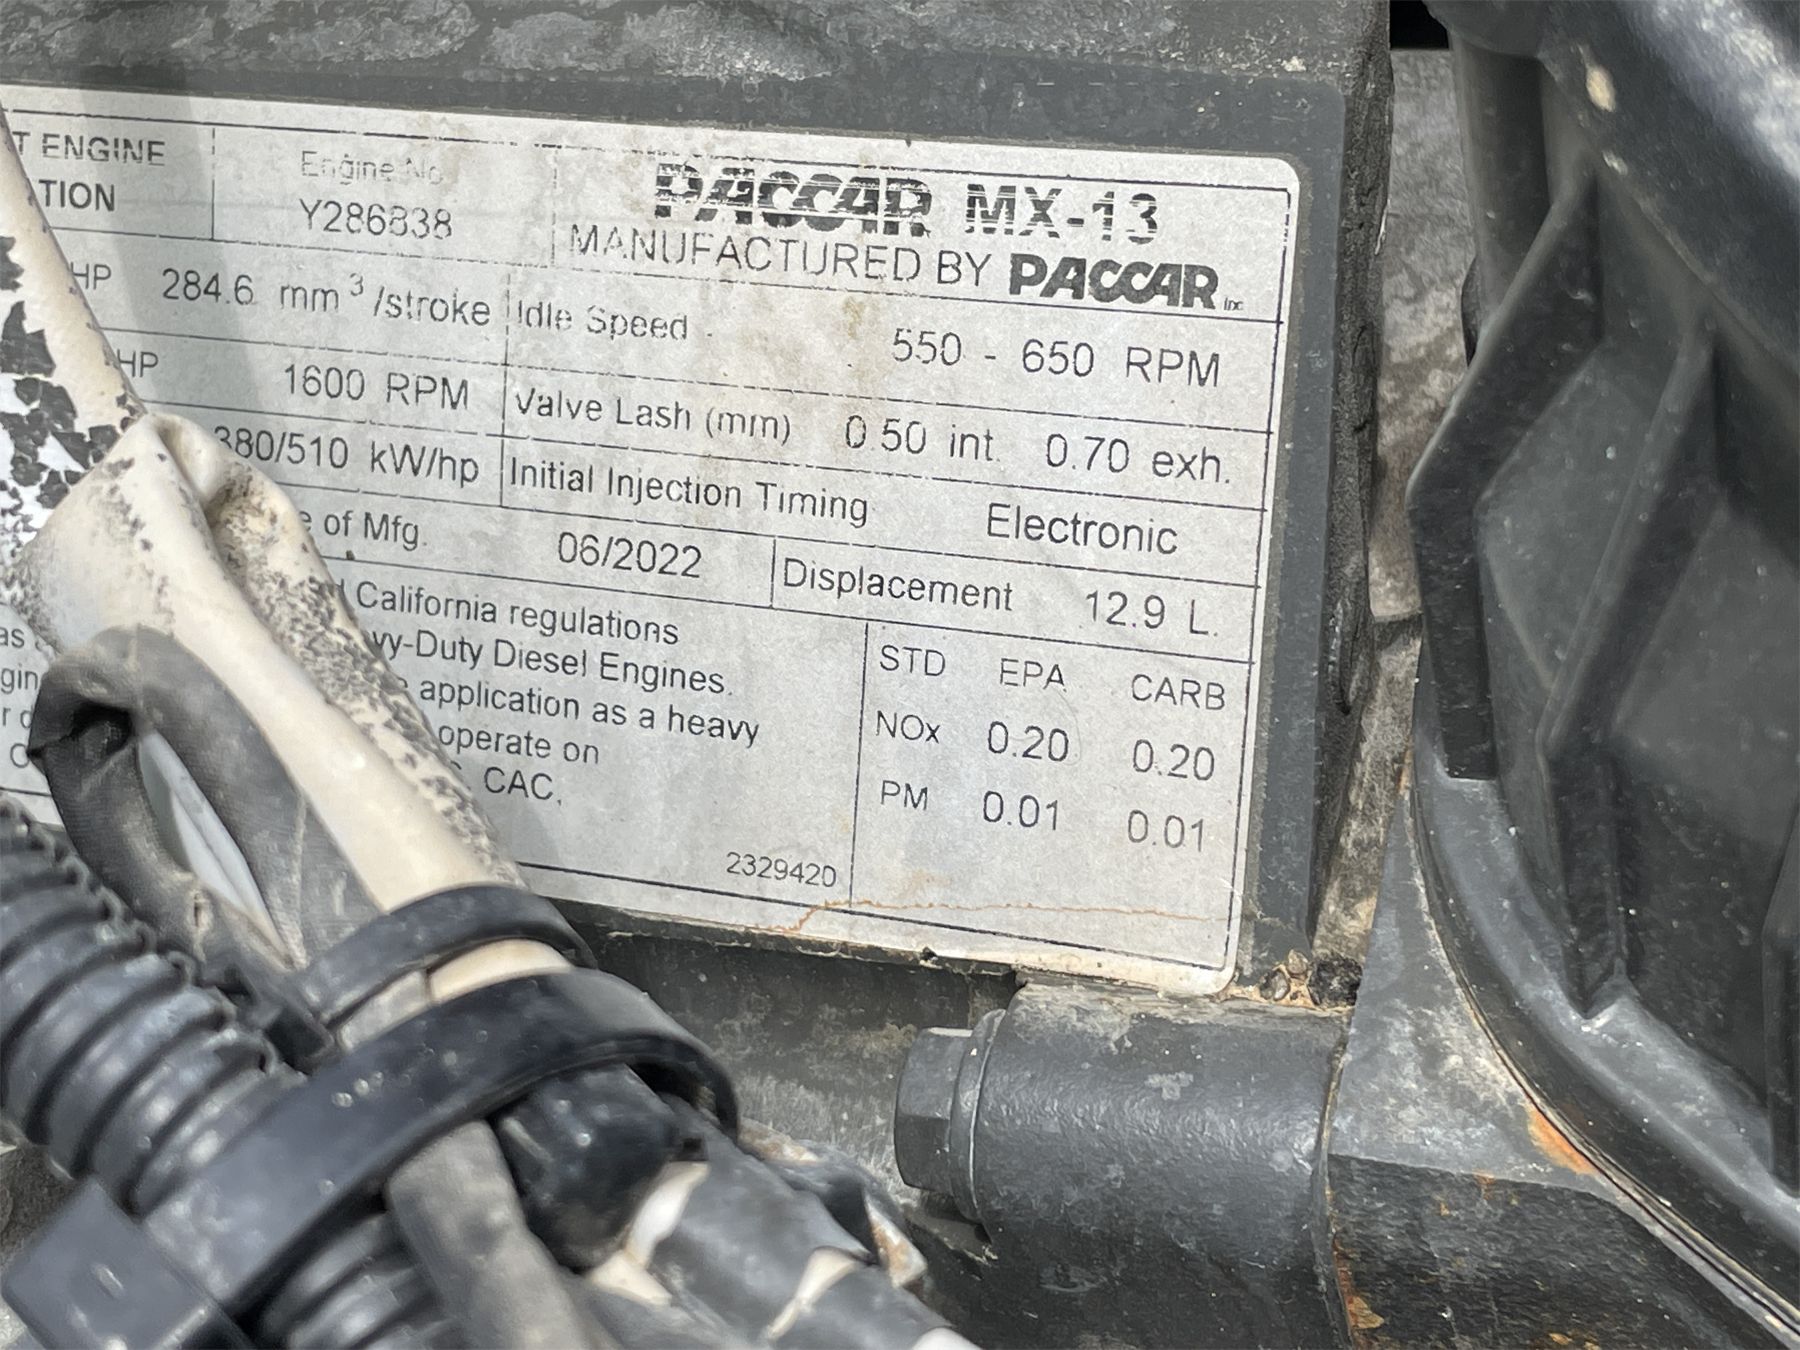 T ENGINE
TION
Engine No
Y286838
PACCAR MX-13
MANUFACTURED BY PACCAR Inc
HP 284.6 mm³/stroke
Idle Speed 550 - 650 RPM
HP 1600 RPM
Valve Lash (mm) 0.50 int. 0.70 exh.
380/510 kW/hp
Initial Injection Timing Electronic
of Mfg. 06/2022
Displacement 12.9 L.
California regulations
vy-Duty Diesel Engines.
application as a heavy
operate on
CAC.
STD EPA CARB
NOx 0.20 0.20
PM 0.01 0.01
2329420